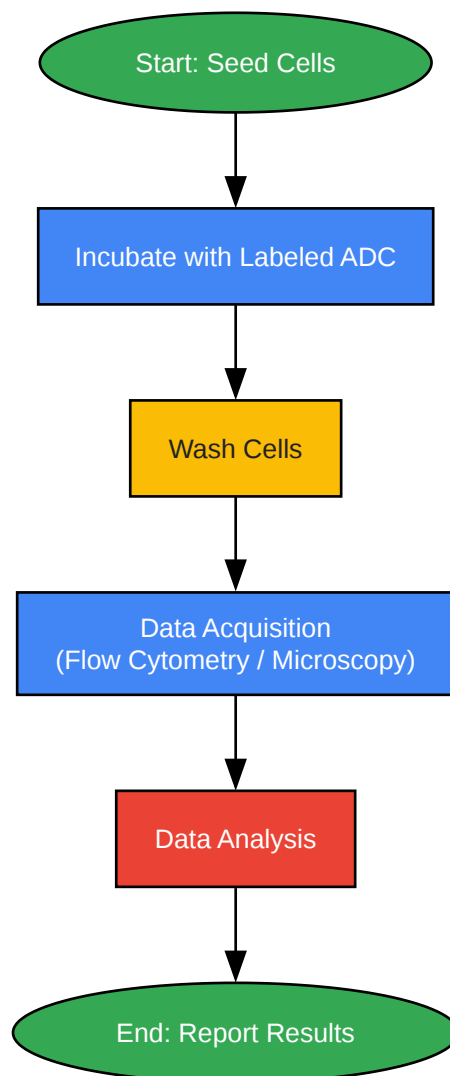 Start: Seed Cells
Incubate with Labeled ADC
Wash Cells
Data Acquisition
(Flow Cytometry / Microscopy)
Data Analysis
End: Report Results